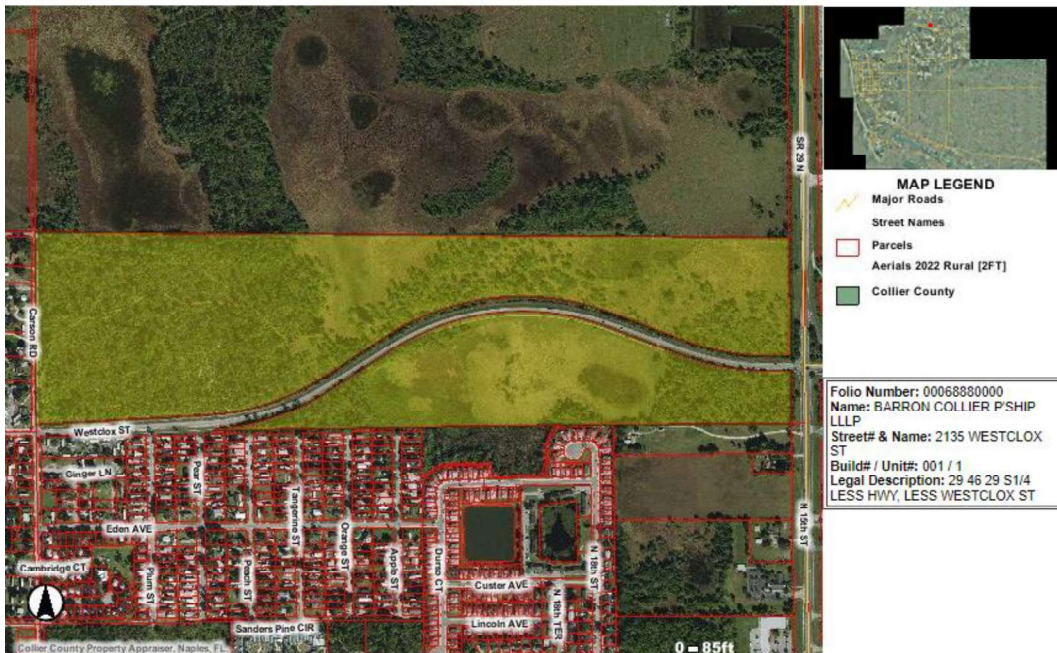 SR 29 N
Carson RD
Westclox ST
Ginger LN
Pear ST
Tangerine ST
Eden AVE
Orange ST
Apple ST
Durso CT
N 15th ST
Cambridge CT
Plum ST
Peach ST
Custer AVE
N 18th ST
N 18th TER
Lincoln AVE
Sanders Pine CIR
Collier County Property Appraiser, Naples, FL
0 85ft
MAP LEGEND
Major Roads
Street Names
Parcels
Aerials 2022 Rural [2FT]
Collier County
Folio Number: 00068880000
Name: BARRON COLLIER P'SHIP
LLLP
Street# & Name: 2135 WESTCLOX
ST
Build# / Unit#: 001 / 1
Legal Description: 29 46 29 S1/4
LESS HWY, LESS WESTCLOX ST